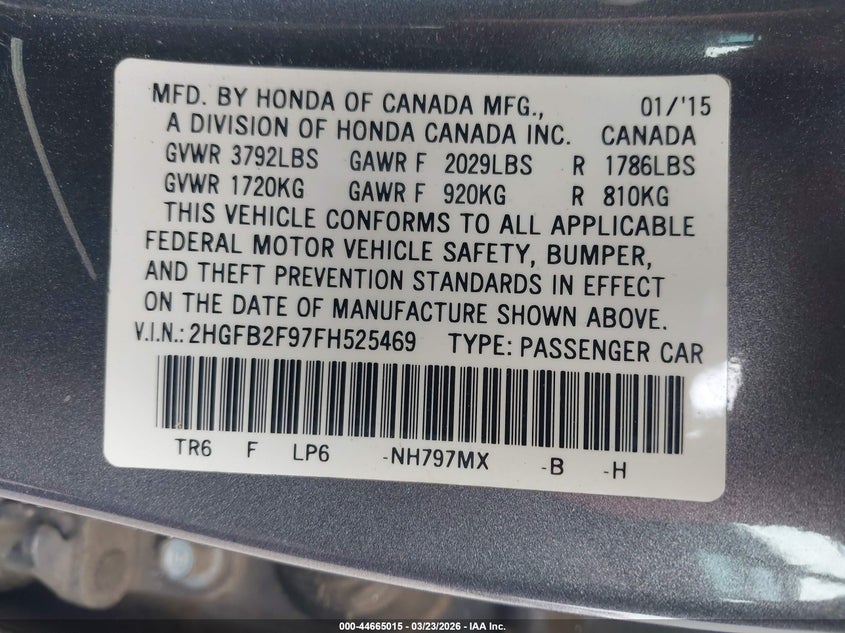 MFD. BY HONDA OF CANADA MFG., 01/'15
A DIVISION OF HONDA CANADA INC. CANADA
GVWR 3792LBS GAWR F 2029LBS R 1786LBS
GVWR 1720KG GAWR F 920KG R 810KG
THIS VEHICLE CONFORMS TO ALL APPLICABLE
FEDERAL MOTOR VEHICLE SAFETY, BUMPER,
AND THEFT PREVENTION STANDARDS IN EFFECT
ON THE DATE OF MANUFACTURE SHOWN ABOVE.
V.I.N.: 2HGFB2F97FH525469 TYPE: PASSENGER CAR
TR6 F LP6 -NH797MX -B -H
000-44665015 - 03/23/2026 - IAA Inc.